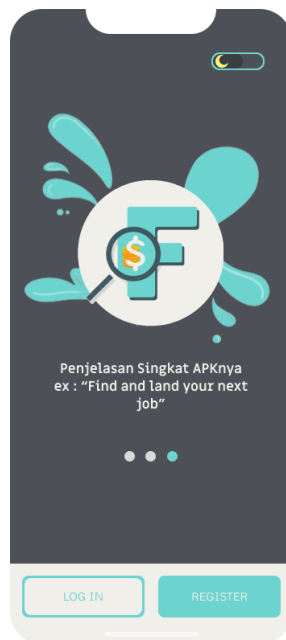 F
$
Penjelasan Singkat APKnya
ex : “Find and land your next
job”
LOG IN
REGISTER